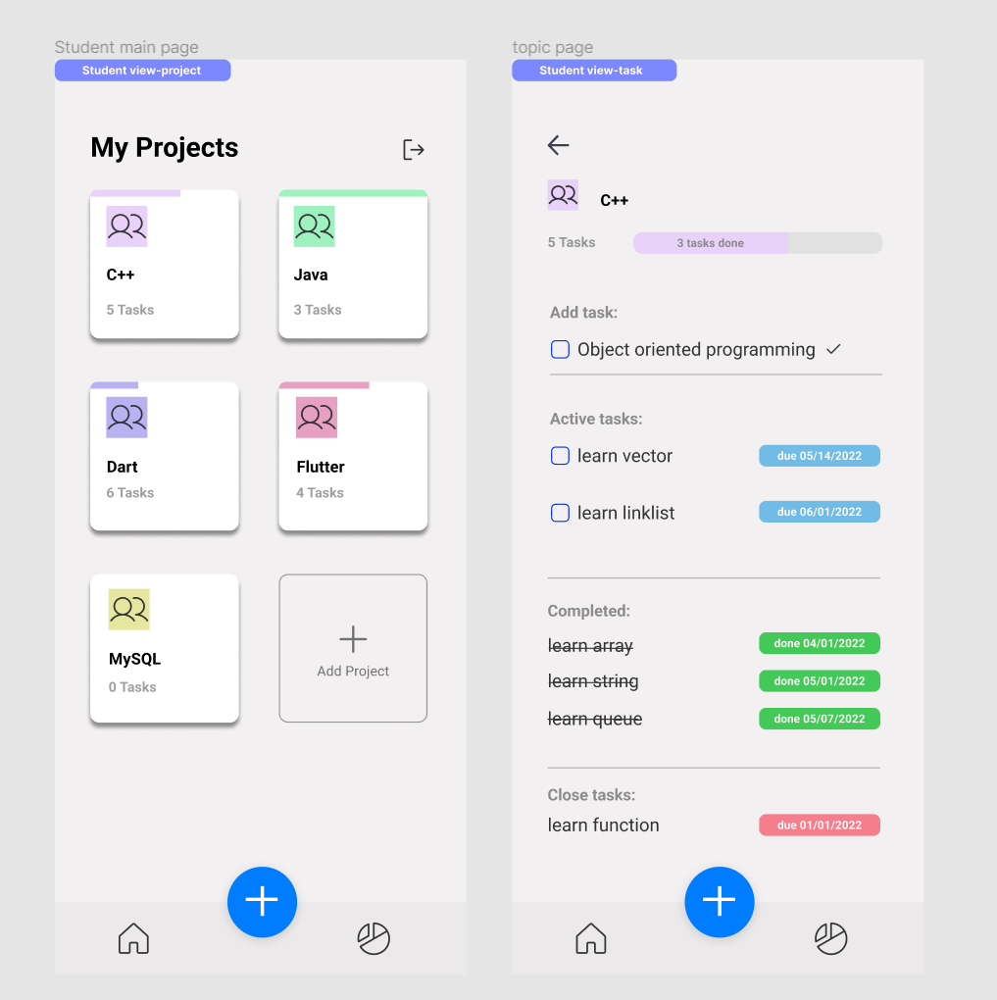 Student main page
Student view-project
My Projects
C++
5 Tasks
Java
3 Tasks
Dart
6 Tasks
Flutter
4 Tasks
MySQL
0 Tasks
Add Project
topic page
Student view-task
C++
5 Tasks
3 tasks done
Add task:
Object oriented programming
Active tasks:
learn vector
due 05/14/2022
learn linklist
due 06/01/2022
Completed:
learn array
done 04/01/2022
learn string
done 05/01/2022
learn queue
done 05/07/2022
Close tasks:
learn function
due 01/01/2022